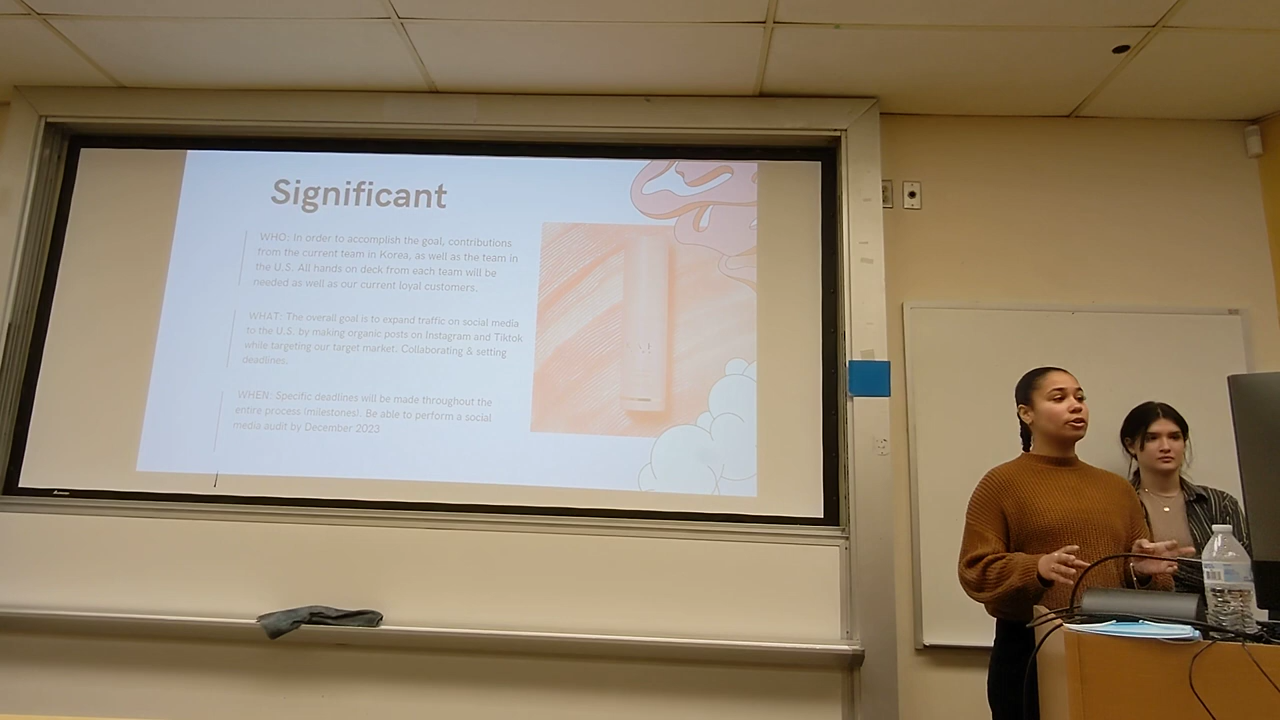 Significant
WHO: In order to accomplish the goal, contributions
from the current team in Korea, as well as the team in
the U.S. All hands on deck from each team will be
needed as well as our current loyal customers.
WHAT: The overall goal is to expand traffic on social media
to the U.S. by making organic posts on Instagram and Tiktok
while targeting our target market. Collaborating & setting
deadlines.
WHEN: Specific deadlines will be made throughout the
entire process (milestones). Be able to perform a social
media audit by December 2023